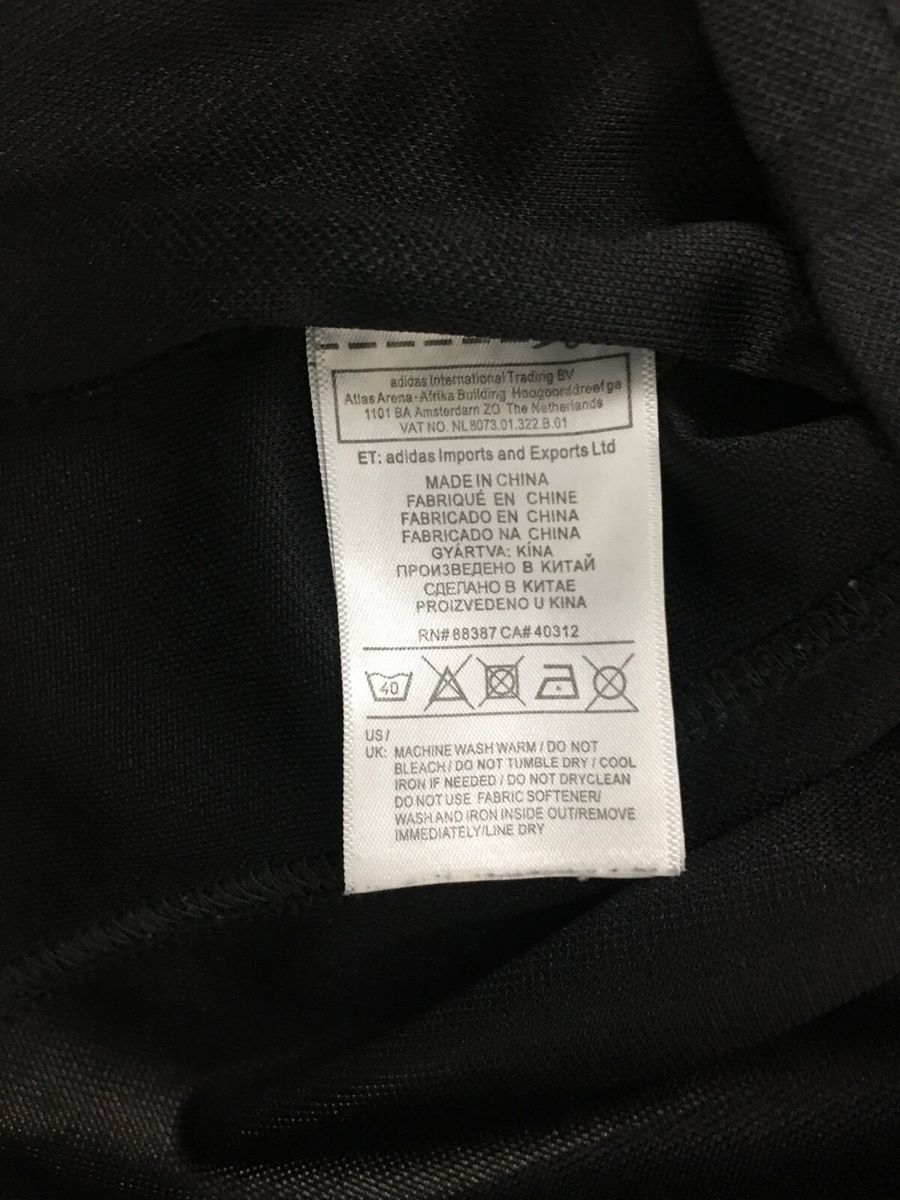 adidas International Trading BV
Atlas Arena - Afrika Building Hoogoorddreef 9a
1101 BA Amsterdam ZO The Netherlands
VAT NO. NL8073.01.322.B.01
ET: adidas Imports and Exports Ltd
MADE IN CHINA
FABRIQUÉ EN CHINE
FABRICADO EN CHINA
FABRICADO NA CHINA
GYÁRTVA: KÍNA
ПРОИЗВЕДЕНО В КИТАЙ
СДЕЛАНО В КИТАЕ
PROIZVEDENO U KINA
RN# 88387 CA# 40312
40
US /
UK: MACHINE WASH WARM / DO NOT
BLEACH / DO NOT TUMBLE DRY / COOL
IRON IF NEEDED / DO NOT DRYCLEAN
DO NOT USE FABRIC SOFTENER/
WASH AND IRON INSIDE OUT/REMOVE
IMMEDIATELY/LINE DRY